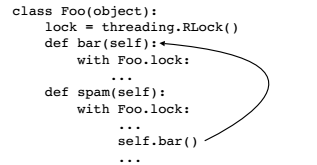 class Foo(object):
    lock = threading.RLock()
    def bar(self):
        with Foo.lock:
            ...
    def spam(self):
        with Foo.lock:
            ...
            self.bar()
            ...